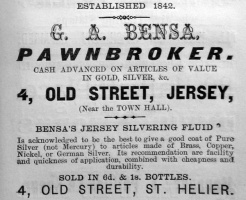 ESTABLISHED 1842.
G. A. BENSA,
PAWNBROKER.
CASH ADVANCED ON ARTICLES OF VALUE
IN GOLD, SILVER, &c.
4, OLD STREET, JERSEY,
(Near the TOWN HALL).
BENSA'S JERSEY SILVERING FLUID
Is acknowledged to be the best to give a good coat of Pure
Silver (not Mercury) to articles made of Brass, Copper,
Nickel, or German Silver. Its recommendation are facility
and quickness of application, combined with cheapness and
durability.
SOLD IN 6d. & 1s. BOTTLES.
4, OLD STREET, ST. HELIER.